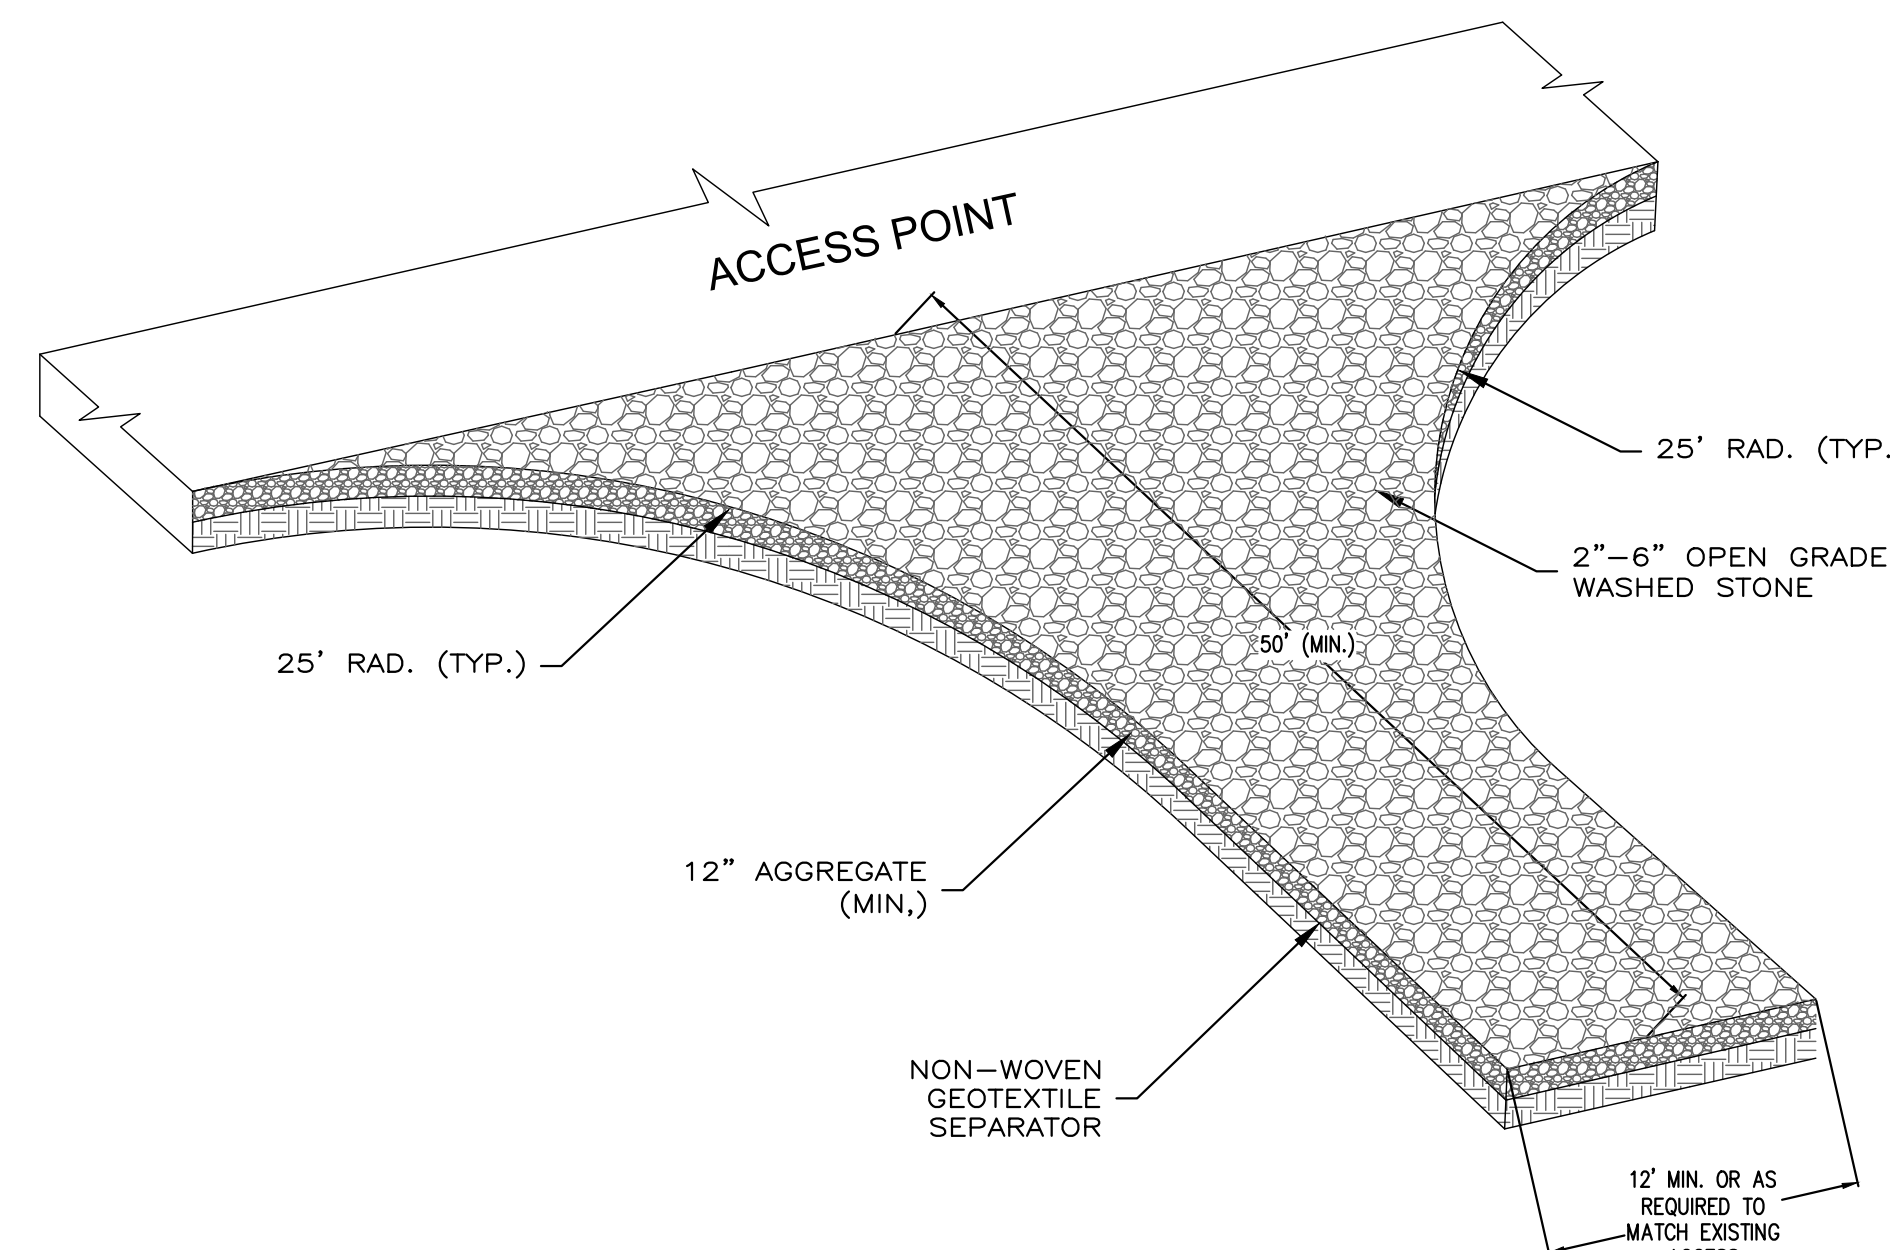 ACCESS POINT
25' RAD. (TYP.
2"-6" OPEN GRADE
WASHED STONE
50' (MIN.)
25' RAD. (TYP.)
12" AGGREGATE
(MIN,)
NON-WOVEN
GEOTEXTILE
SEPARATOR
12' MIN. OR AS
REQUIRED TO
MATCH EXISTING